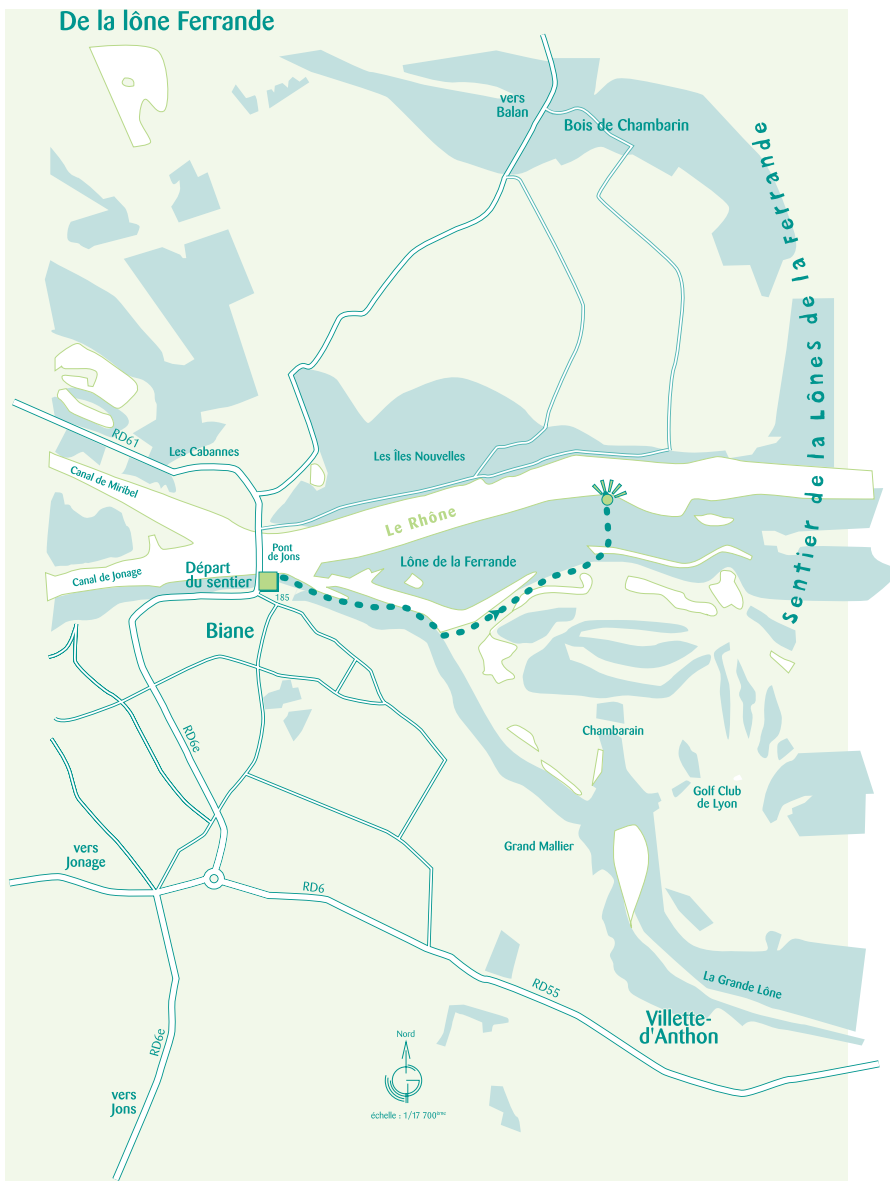 De la lône Ferrande
vers
Balan
Bois de Chambarin
Sentier de la Lônes de la Ferrande
RD61
Les Cabannes
Les Îles Nouvelles
Canal de Miribel
Le Rhône
Pont
de Jons
Lône de la Ferrande
Canal de Jonage
Départ
du sentier
185
Biane
RD6e
Chambarain
Golf Club
de Lyon
vers
Jonage
Grand Mallier
RD6
RD55
La Grande Lône
Villette-
d'Anthon
RD6e
Nord
vers
Jons
échelle : 1/17 700ème